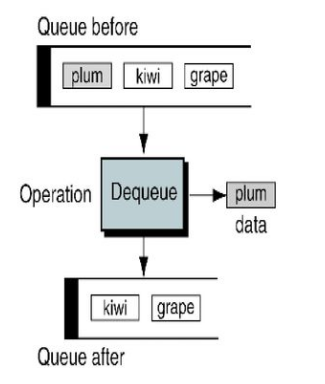 Queue before
plum kiwi grape
Operation Dequeue plum
data
kiwi grape
Queue after